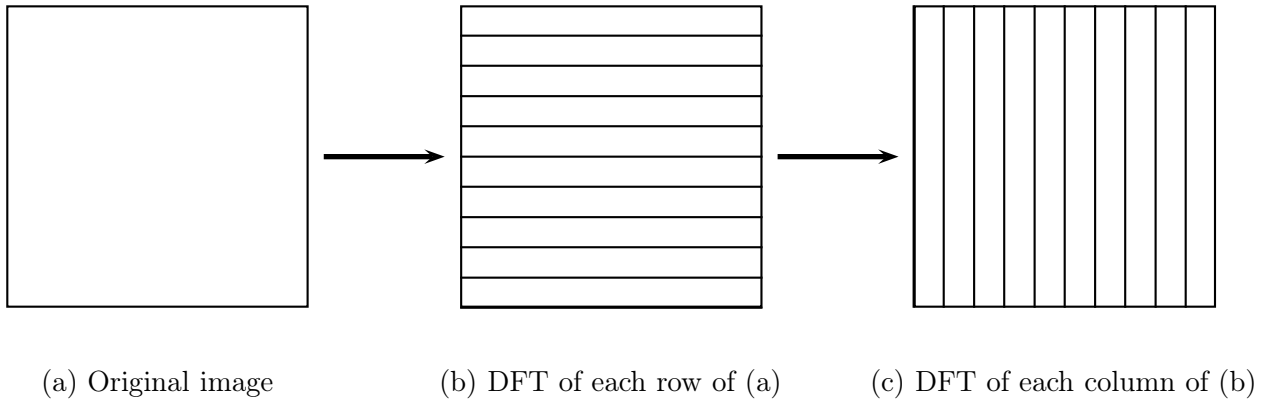 (a) Original image
(b) DFT of each row of (a)
(c) DFT of each column of (b)